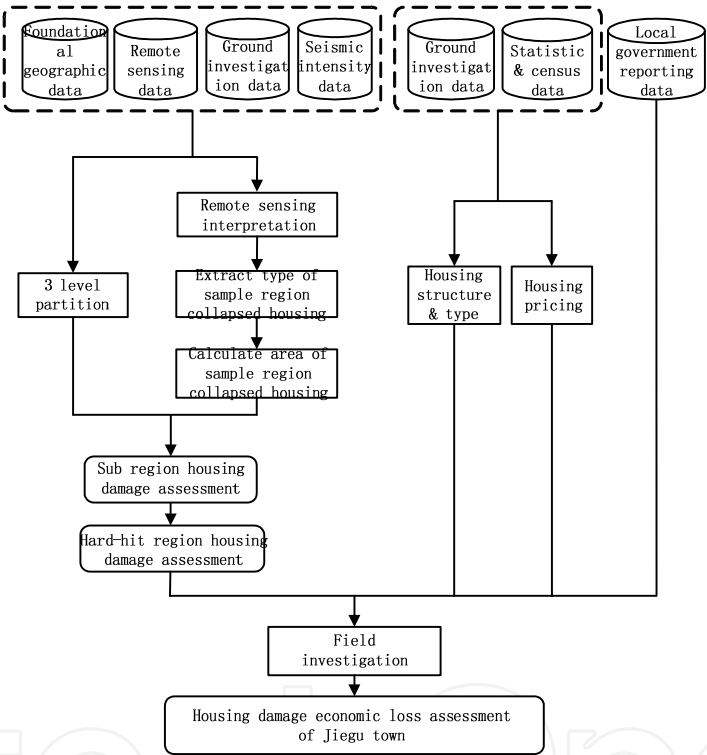 Foundation
al
geographic
data
Remote
sensing
data
Ground
investigat
ion data
Seismic
intensity
data
Ground
investigat
ion data
Statistic
& census
data
Local
government
reporting
data
Remote sensing
interpretation
3 level
partition
Extract type of
sample region
collapsed housing
Housing
structure
& type
Housing
pricing
Calculate area of
sample region
collapsed housing
Sub region housing
damage assessment
Hard-hit region housing
damage assessment
Field
investigation
Housing damage economic loss assessment
of Jiegu town